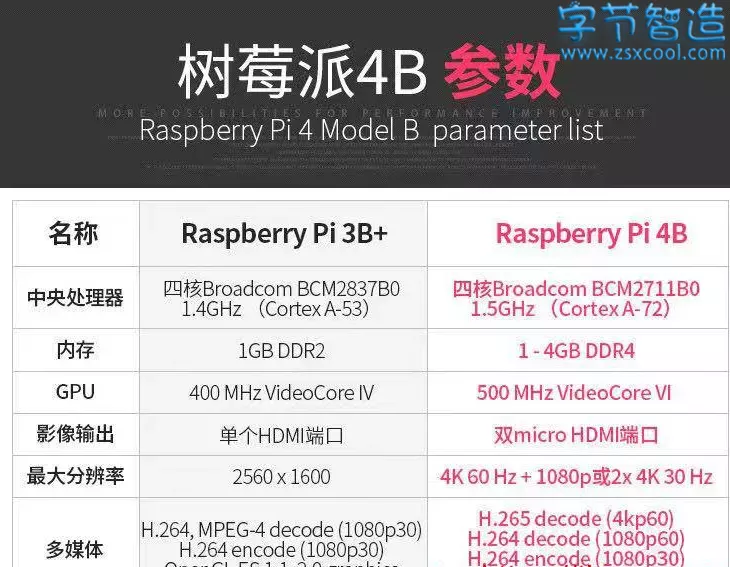 字节智造
www.zsxcool.com
树莓派4B 参数
MORE POSSIBILITIES FOR PERFORMANCE IMPROVEMENT
Raspberry Pi 4 Model B parameter list
名称
Raspberry Pi 3B+
Raspberry Pi 4B
中央处理器
四核Broadcom BCM2837B0
1.4GHz （Cortex A-53）
四核Broadcom BCM2711B0
1.5GHz （Cortex A-72）
内存
1GB DDR2
1 - 4GB DDR4
GPU
400 MHz VideoCore IV
500 MHz VideoCore VI
影像输出
单个HDMI端口
双micro HDMI端口
最大分辨率
2560 x 1600
4K 60 Hz + 1080p或2x 4K 30 Hz
多媒体
H.264, MPEG-4 decode (1080p30)
H.264 encode (1080p30)
H.265 decode (4kp60)
H.264 decode (1080p60)
H.264 encode (1080p30)